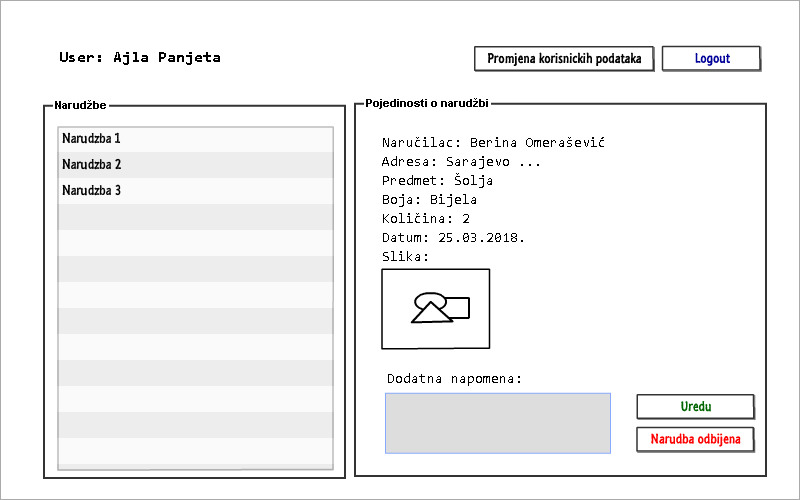 User: Ajla Panjeta
Promjena korisnickih podataka
Logout
Narudžbe
Narudzba 1
Narudzba 2
Narudzba 3
Pojedinosti o narudžbi
Naručilac: Berina Omerašević
Adresa: Sarajevo ...
Predmet: Šolja
Boja: Bijela
Količina: 2
Datum: 25.03.2018.
Slika:
Dodatna napomena:
Uredu
Narudba odbijena